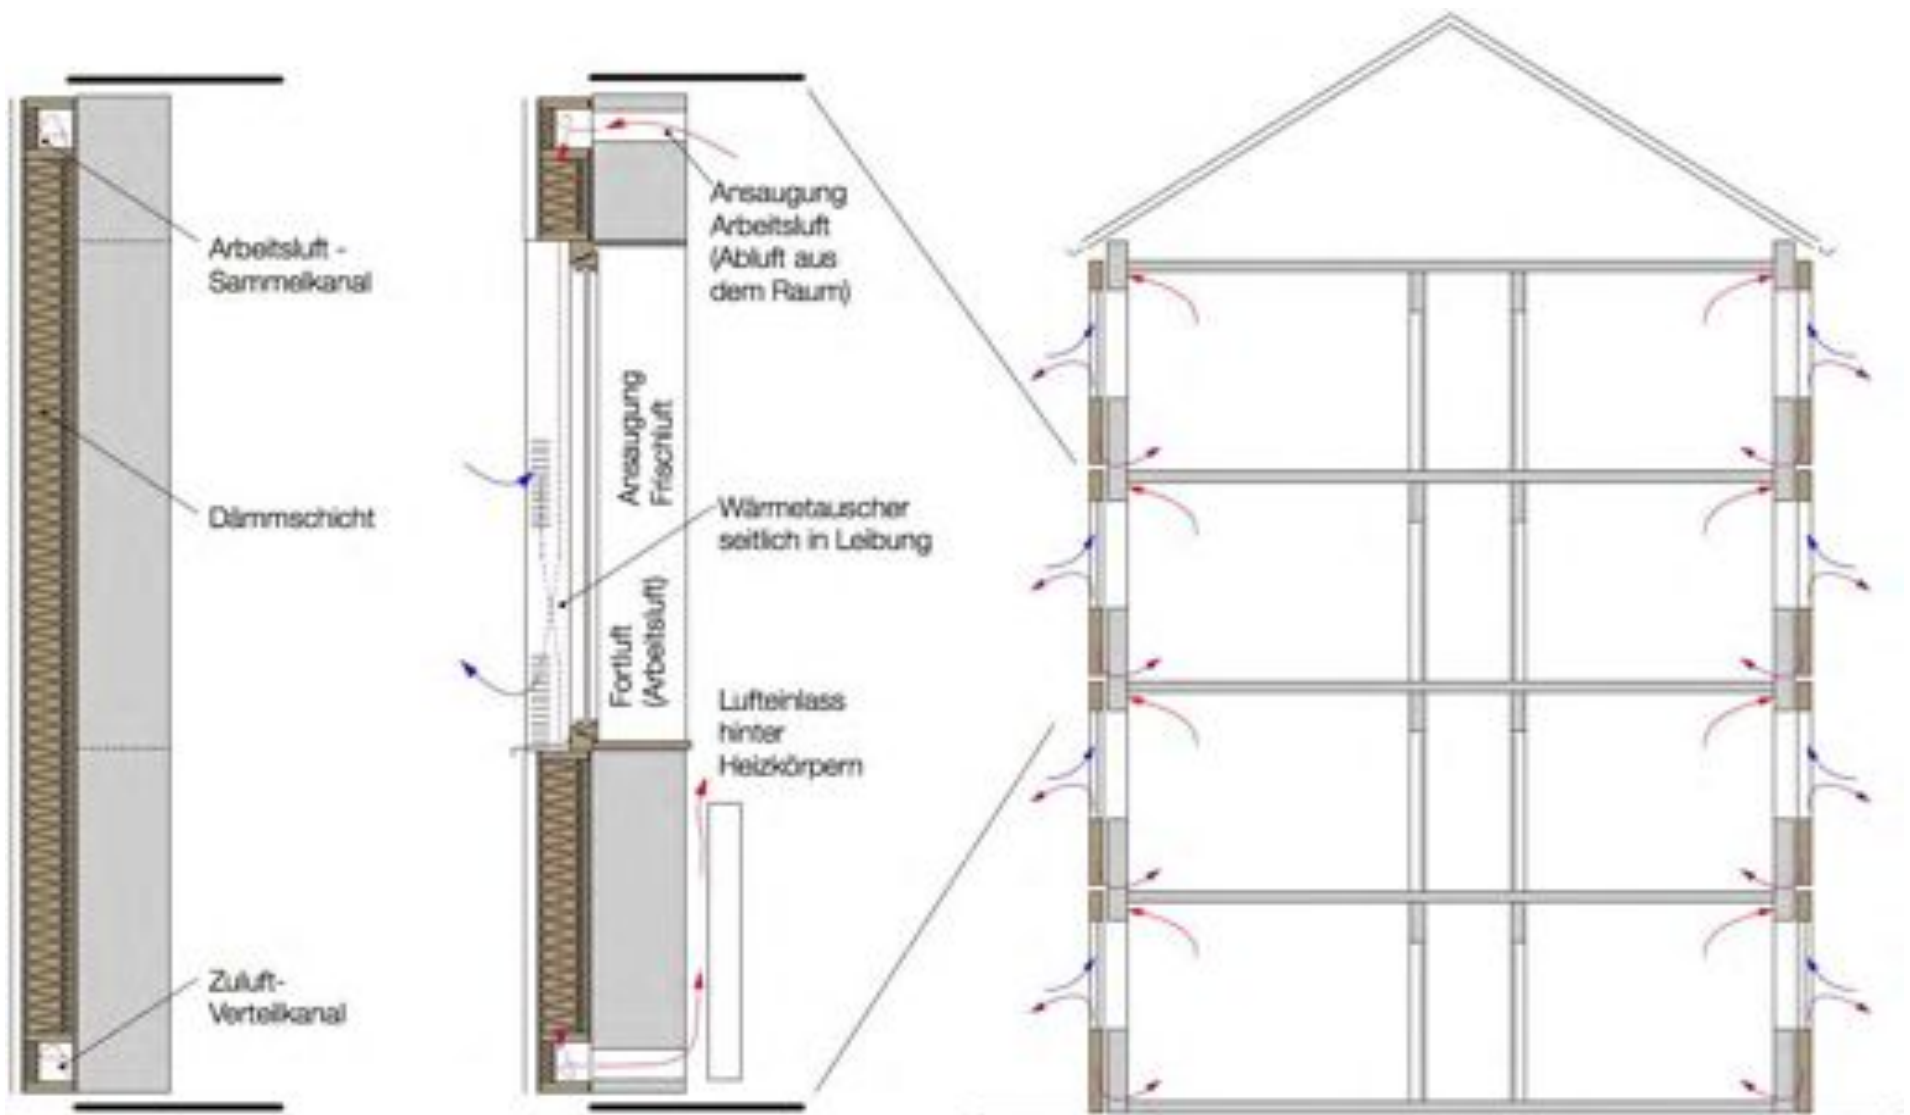 Arbeitsluft -
Sammelkanal
Dämmschicht
Zuluft-
Verteilkanal
Ansaugung
Arbeitsluft
(Abluft aus
dem Raum)
Ansaugung
Frischluft
Wärmetauscher
seitlich in Leibung
Fortluft
(Arbeitsluft)
Lufteinlass
hinter
Heizkörpern